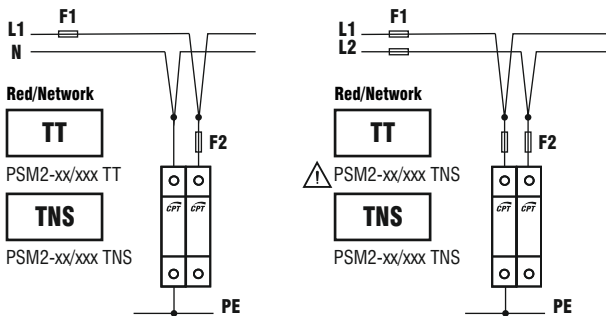 L1 F1
N
Red/Network
TT
F2
PSM2-xx/xxx TT
TNS
CPT CPT
PSM2-xx/xxx TNS
PE
L1 F1
L2
Red/Network
TT
F2
PSM2-xx/xxx TNS
TNS
CPT CPT
PSM2-xx/xxx TNS
PE